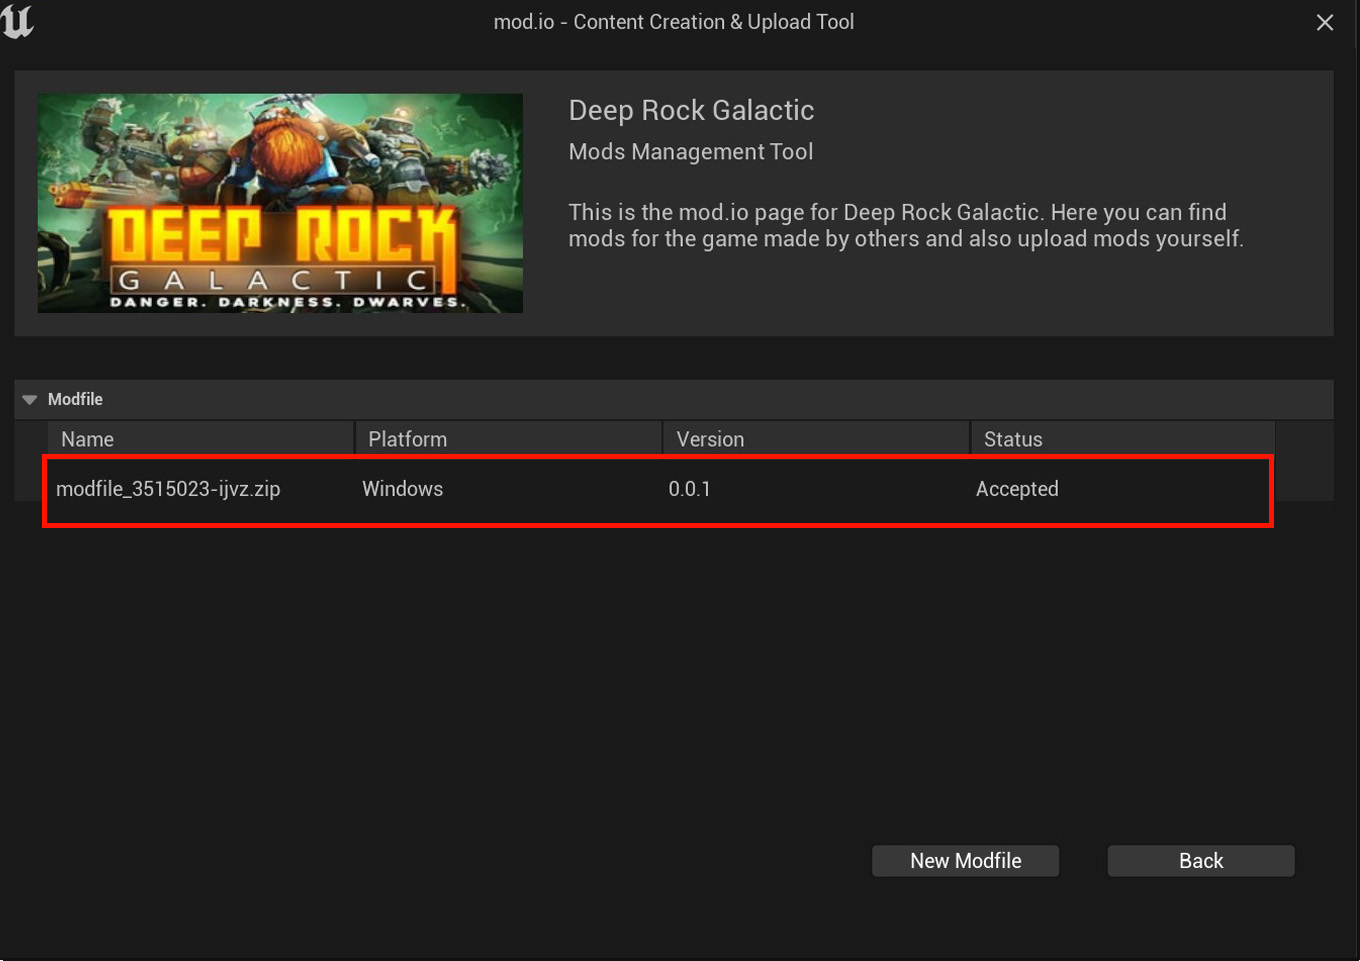 mod.io - Content Creation & Upload Tool
DEEP ROCK
GALACTIC
DANGER. DARKNESS. DWARVES.
Deep Rock Galactic
Mods Management Tool
This is the mod.io page for Deep Rock Galactic. Here you can find
mods for the game made by others and also upload mods yourself.
Modfile
Name Platform Version Status
modfile_3515023-ijvz.zip Windows 0.0.1 Accepted
New Modfile Back